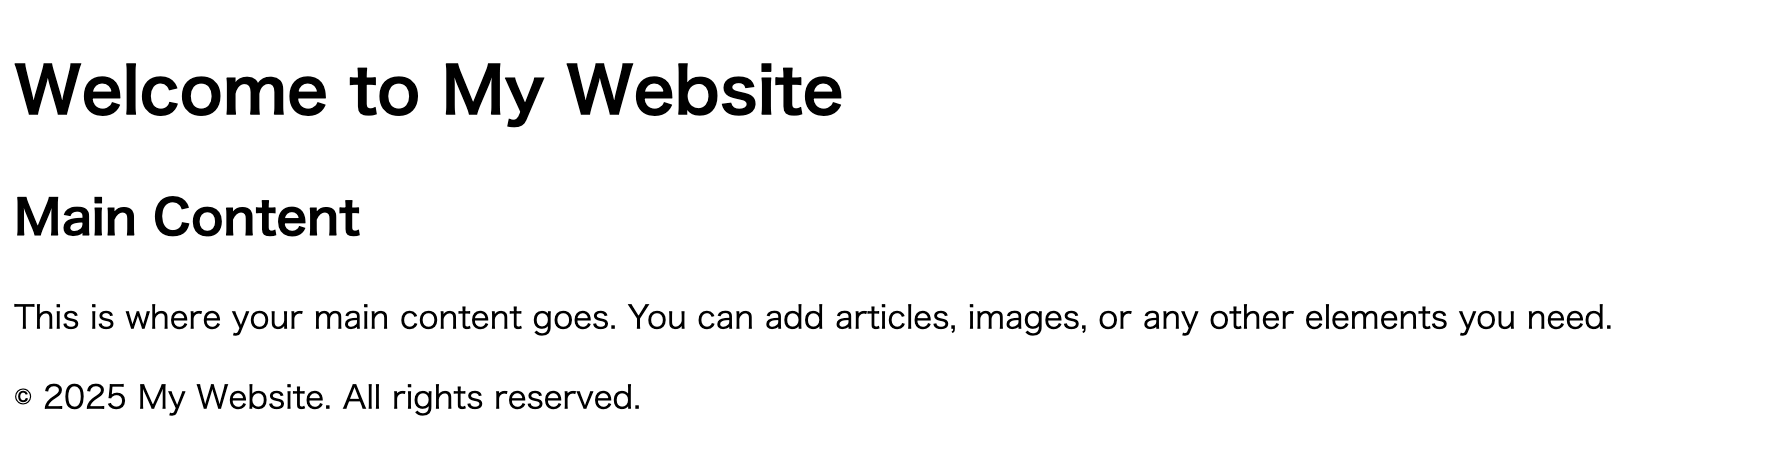 Welcome to My Website
Main Content
This is where your main content goes. You can add articles, images, or any other elements you need.
© 2025 My Website. All rights reserved.